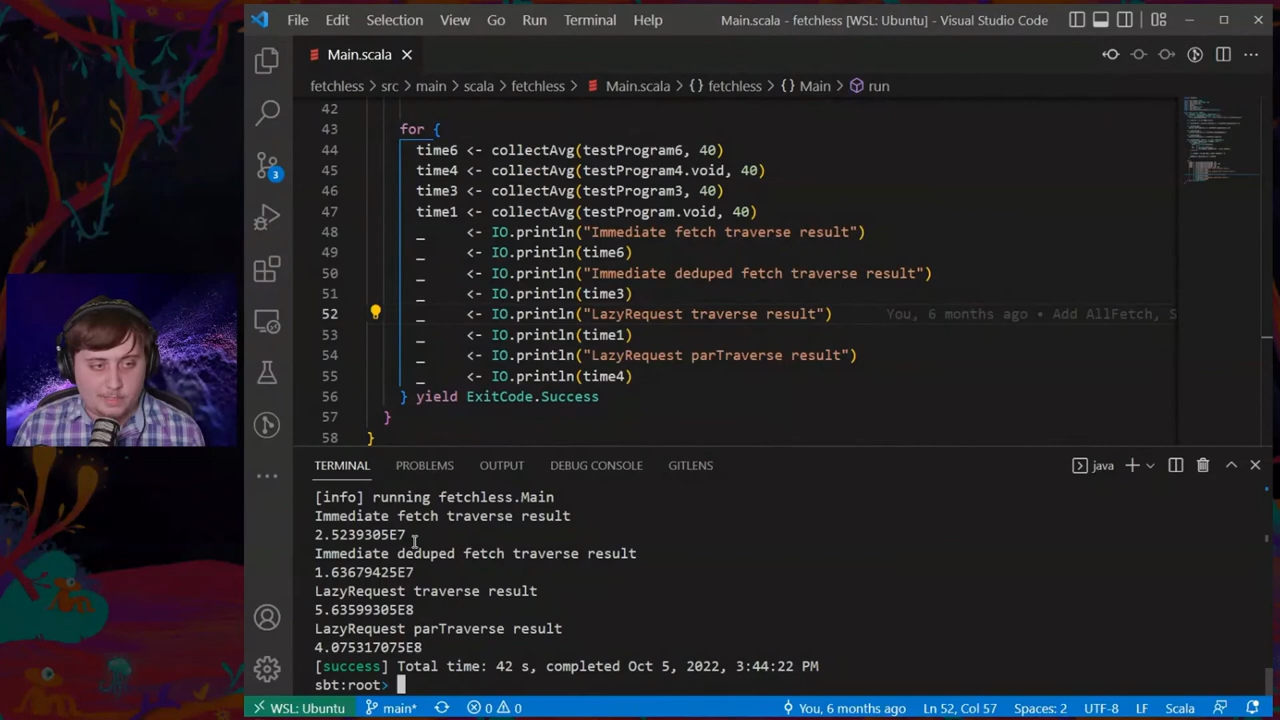 File Edit Selection View Go Run Terminal Help Main.scala - fetchless [WSL: Ubuntu] - Visual Studio Code
Main.scala
fetchless > src > main > scala > fetchless > Main.scala > {} fetchless > {} Main > run
42
43 for {
44 time6 <- collectAvg(testProgram6, 40)
45 time4 <- collectAvg(testProgram4.void, 40)
46 time3 <- collectAvg(testProgram3, 40)
47 time1 <- collectAvg(testProgram.void, 40)
48 _ <- IO.println("Immediate fetch traverse result")
49 _ <- IO.println(time6)
50 _ <- IO.println("Immediate deduped fetch traverse result")
51 _ <- IO.println(time3)
52 _ <- IO.println("LazyRequest traverse result") You, 6 months ago • Add AllFetch, S
53 _ <- IO.println(time1)
54 _ <- IO.println("LazyRequest parTraverse result")
55 _ <- IO.println(time4)
56 } yield ExitCode.Success
57 }
58 }
3
TERMINAL PROBLEMS OUTPUT DEBUG CONSOLE GITLENS java
[info] running fetchless.Main
Immediate fetch traverse result
2.5239305E7
Immediate deduped fetch traverse result
1.63679425E7
LazyRequest traverse result
5.63599305E8
LazyRequest parTraverse result
4.075317075E8
[success] Total time: 42 s, completed Oct 5, 2022, 3:44:22 PM
sbt:root>
WSL: Ubuntu main* 0 0 You, 6 months ago Ln 52, Col 57 Spaces: 2 UTF-8 LF Scala